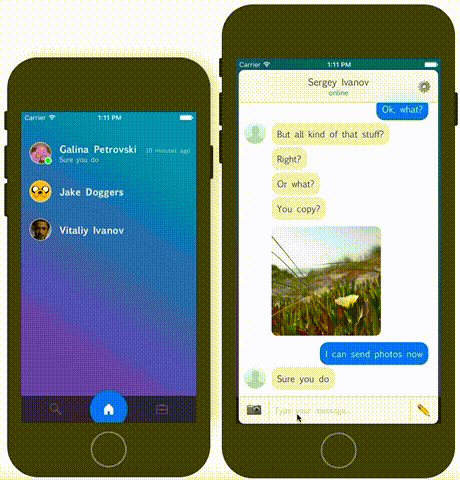 Carrier 1:11 PM
Galina Petrovski 10 minutes ago
Sure you do
Jake Doggers
Vitaliy Ivanov
Carrier 1:11 PM
Sergey Ivanov
online
Ok, what?
But all kind of that stuff?
Right?
Or what?
You copy?
I can send photos now
Sure you do
Type your message...